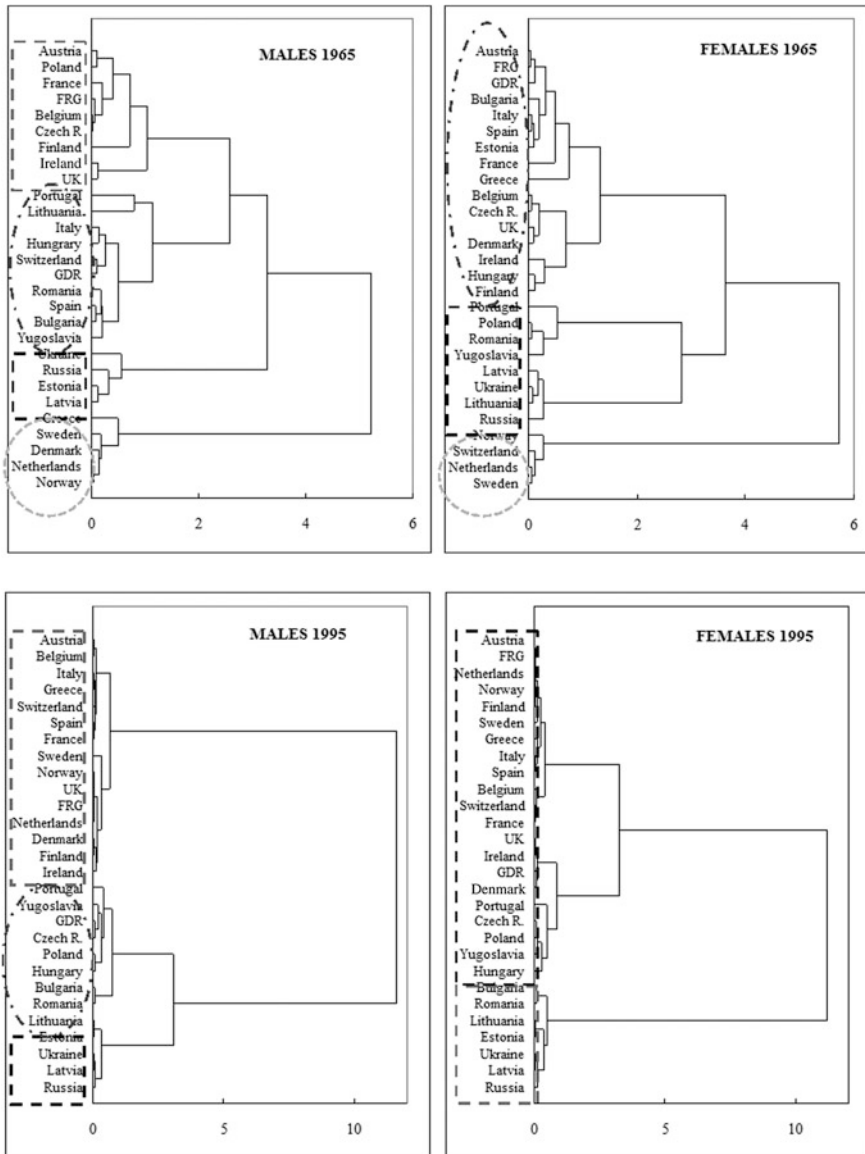 MALES 1965
Austria
Poland
France
FRG
Belgium
Czech R
Finland
Ireland
UK
Portugal
Lithuania
Italy
Hungrary
Switzerland
GDR
Romania
Spain
Bulgaria
Yugoslavia
Ukraine
Russia
Estonia
Latvia
Greece
Sweden
Denmark
Netherlands
Norway
0 2 4 6
FEMALES 1965
Austria
FRG
GDR
Bulgaria
Italy
Spain
Estonia
France
Greece
Belgium
Czech R.
UK
Denmark
Ireland
Hungary
Finland
Portugal
Poland
Romania
Yugoslavia
Latvia
Ukraine
Lithuania
Russia
Norway
Switzerland
Netherlands
Sweden
0 2 4 6
MALES 1995
Austria
Belgium
Italy
Greece
Switzerland
Spain
France
Sweden
Norway
UK
FRG
Netherlands
Denmark
Finland
Ireland
Portugal
Yugoslavia
GDR
Czech R.
Poland
Hungary
Bulgaria
Romania
Lithuania
Estonia
Ukraine
Latvia
Russia
0 5 10
FEMALES 1995
Austria
FRG
Netherlands
Norway
Finland
Sweden
Greece
Italy
Spain
Belgium
Switzerland
France
UK
Ireland
GDR
Denmark
Portugal
Czech R.
Poland
Yugoslavia
Hungary
Bulgaria
Romania
Lithuania
Estonia
Ukraine
Latvia
Russia
0 5 10